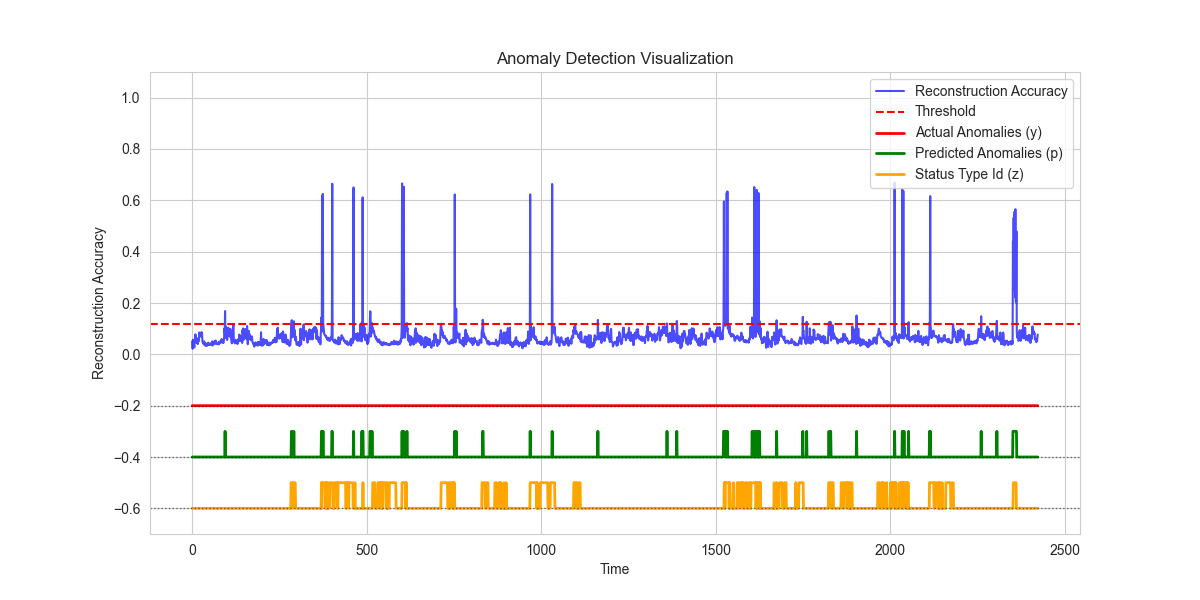 Anomaly Detection Visualization
Reconstruction Accuracy
1.0
0.8
0.6
0.4
0.2
0.0
−0.2
−0.4
−0.6
Reconstruction Accuracy
Threshold
Actual Anomalies (y)
Predicted Anomalies (p)
Status Type Id (z)
0 500 1000 1500 2000 2500
Time